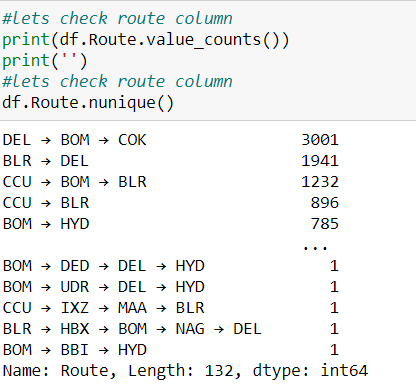 #lets check route column
print(df.Route.value_counts())
print('')
#lets check route column
df.Route.nunique()
DEL → BOM → COK 3001
BLR → DEL 1941
CCU → BOM → BLR 1232
CCU → BLR 896
BOM → HYD 785
...
BOM → DED → DEL → HYD 1
BOM → UDR → DEL → HYD 1
CCU → IXZ → MAA → BLR 1
BLR → HBX → BOM → NAG → DEL 1
BOM → BBI → HYD 1
Name: Route, Length: 132, dtype: int64